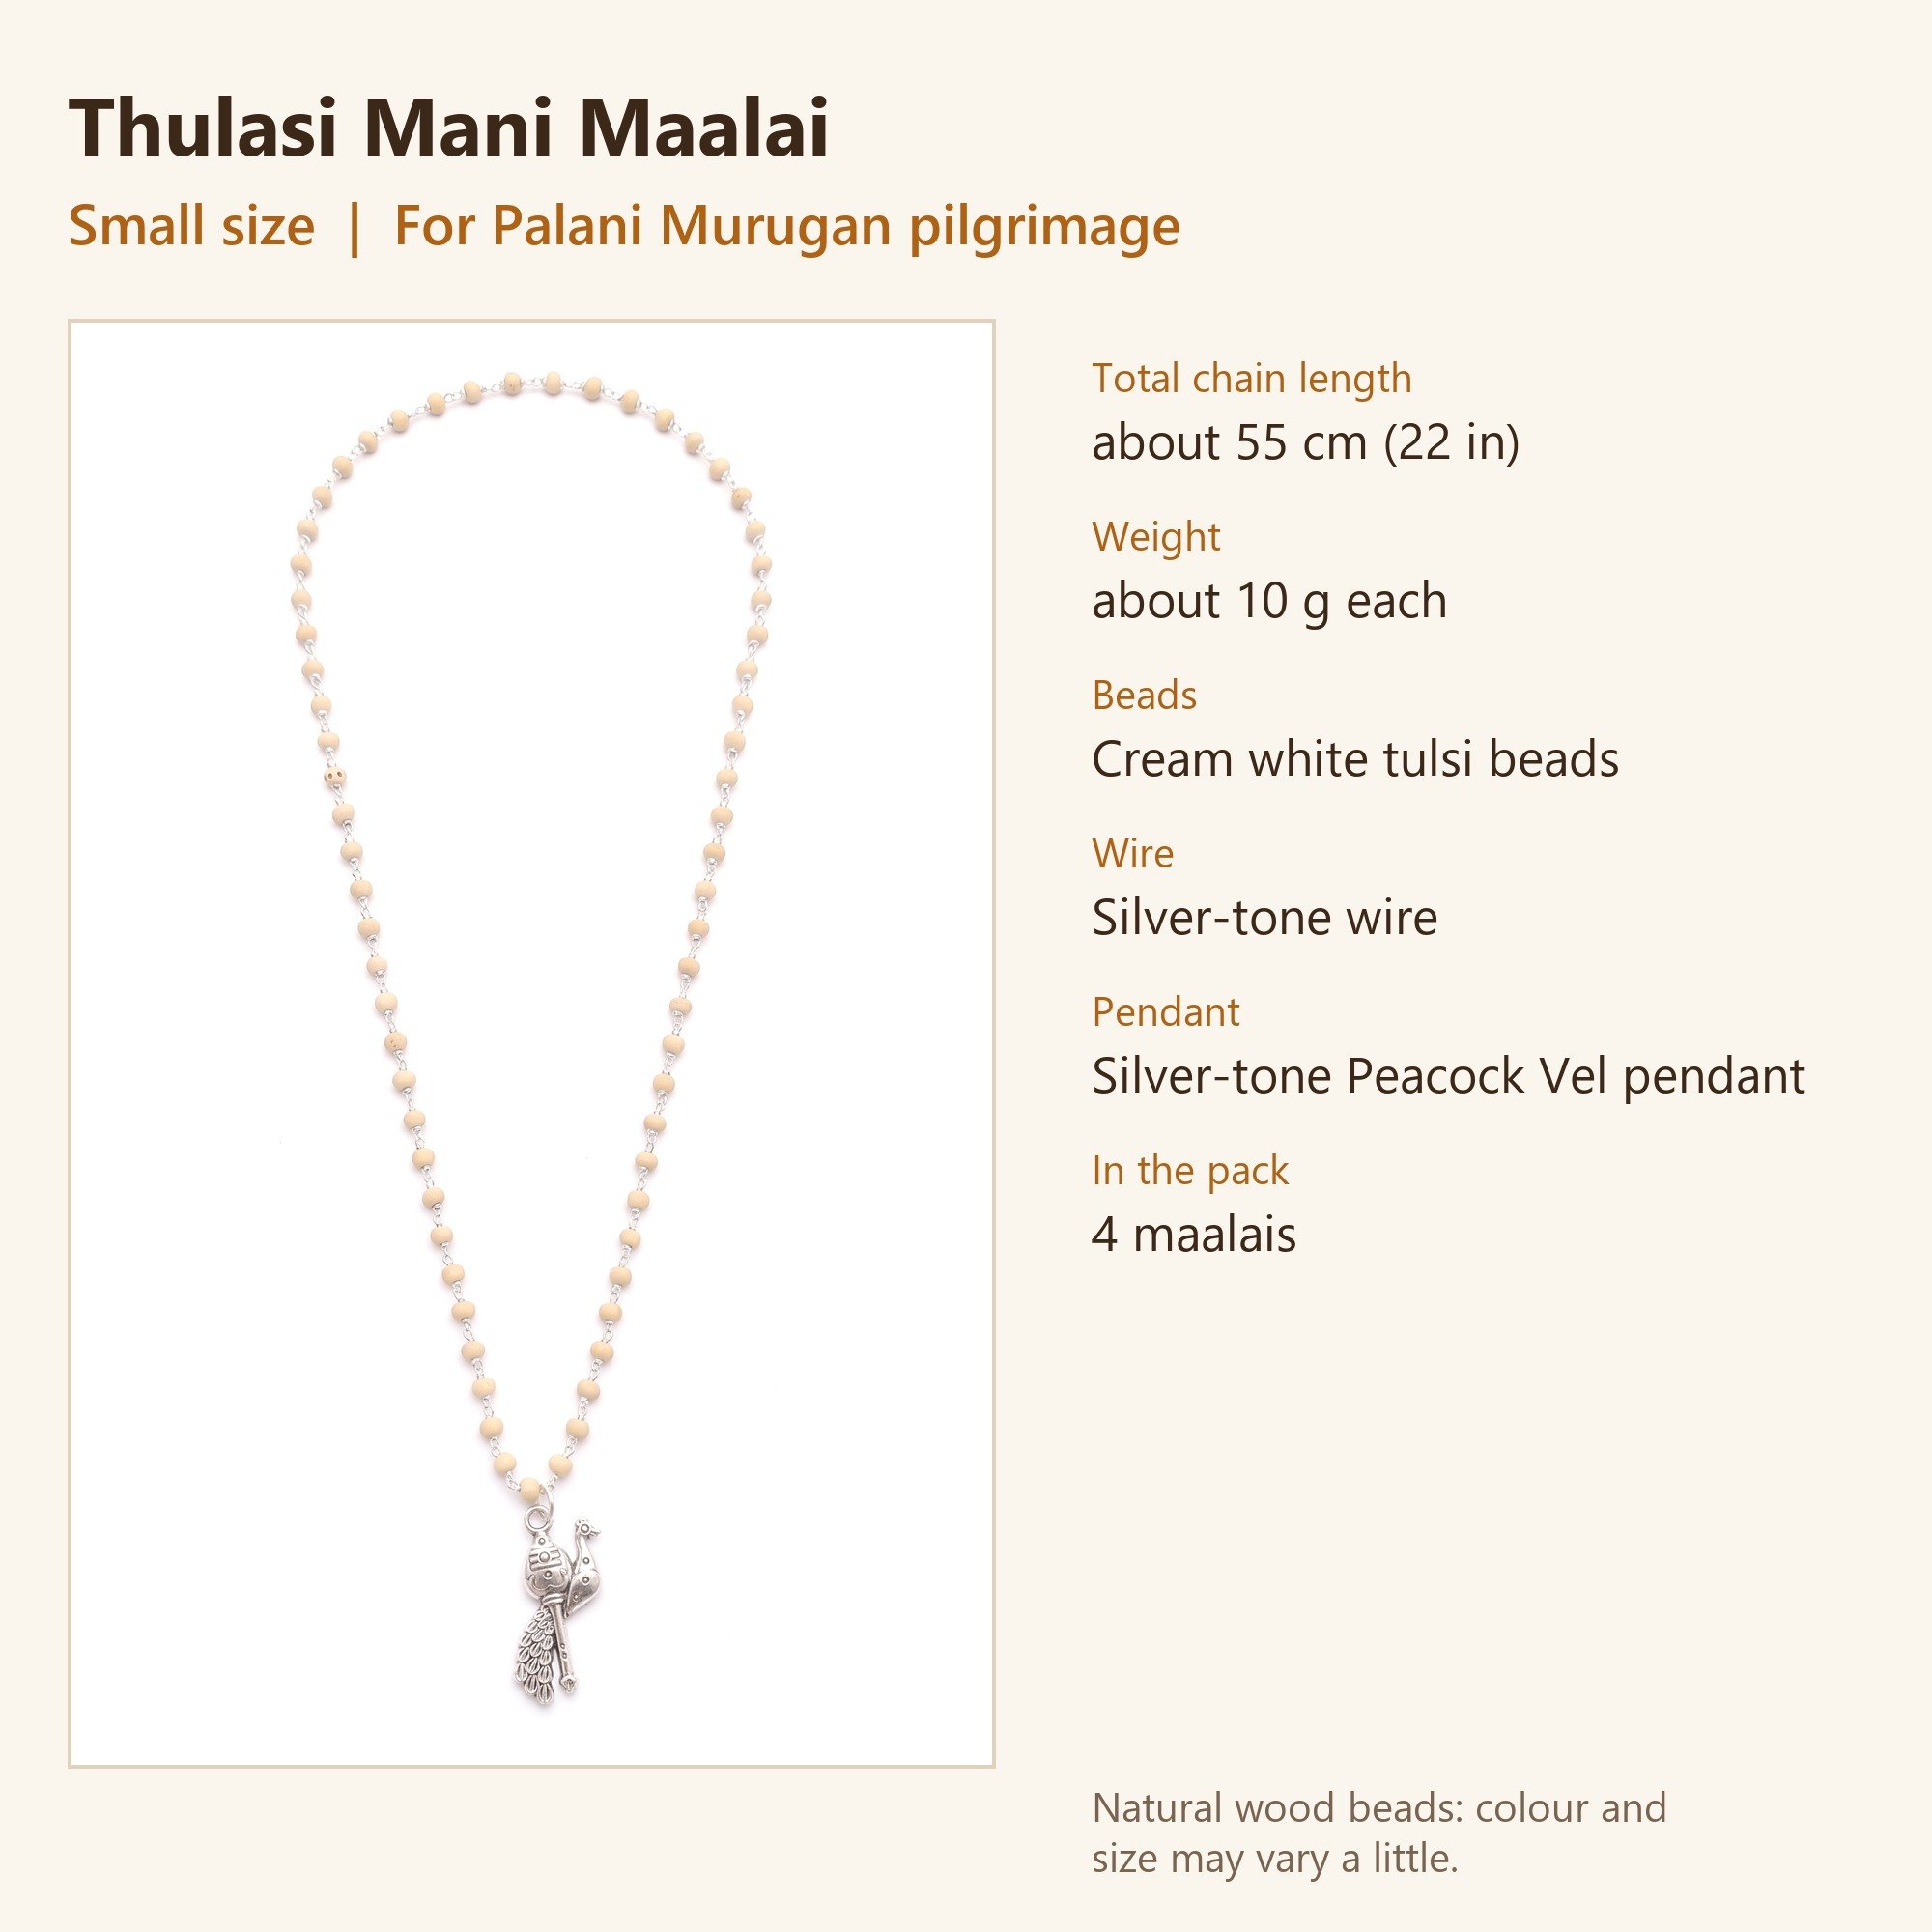 Thulasi Mani Maalai
Small size | For Palani Murugan pilgrimage
Total chain length
about 55 cm (22 in)
Weight
about 10 g each
Beads
Cream white tulsi beads
Wire
Silver-tone wire
Pendant
Silver-tone Peacock Vel pendant
In the pack
4 maalais
Natural wood beads: colour and
size may vary a little.